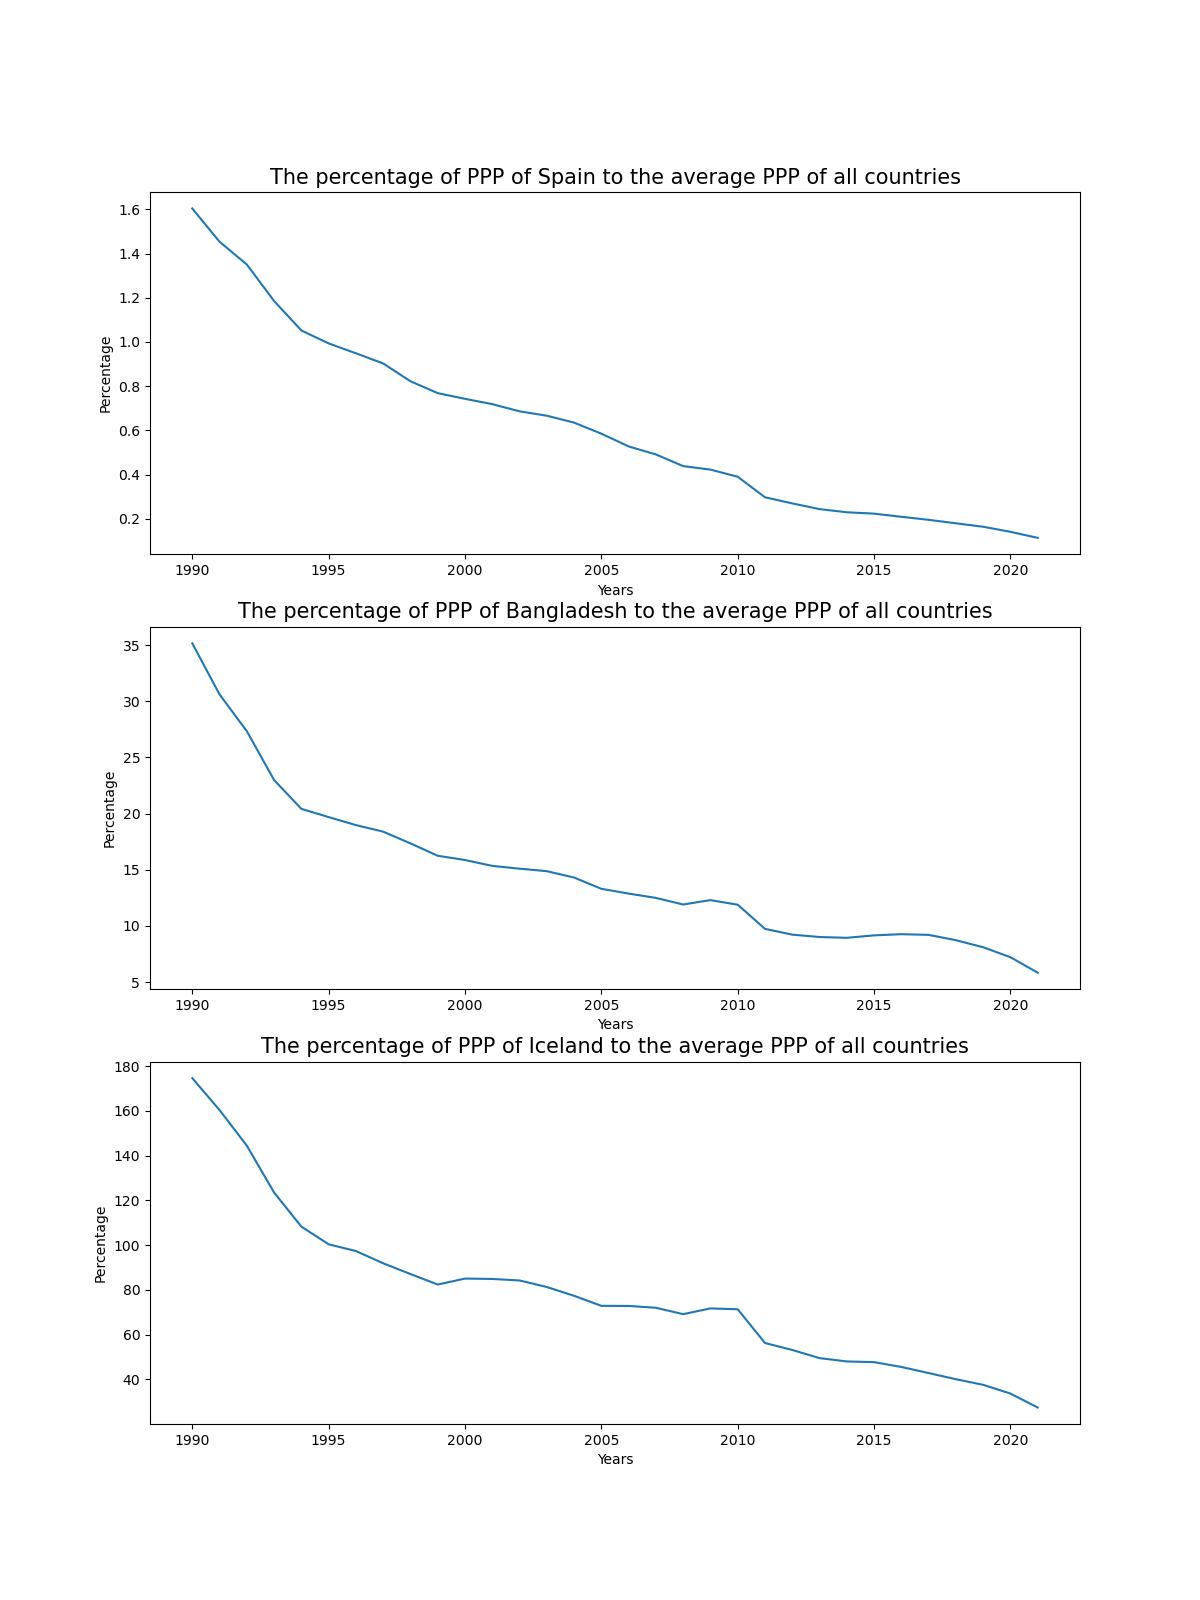 The percentage of PPP of Spain to the average PPP of all countries
1.6
1.4
1.2
1.0
0.8
0.6
0.4
0.2
Percentage
1990 1995 2000 2005 2010 2015 2020
Years
The percentage of PPP of Bangladesh to the average PPP of all countries
35
30
25
20
15
10
5
Percentage
1990 1995 2000 2005 2010 2015 2020
Years
The percentage of PPP of Iceland to the average PPP of all countries
180
160
140
120
100
80
60
40
Percentage
1990 1995 2000 2005 2010 2015 2020
Years